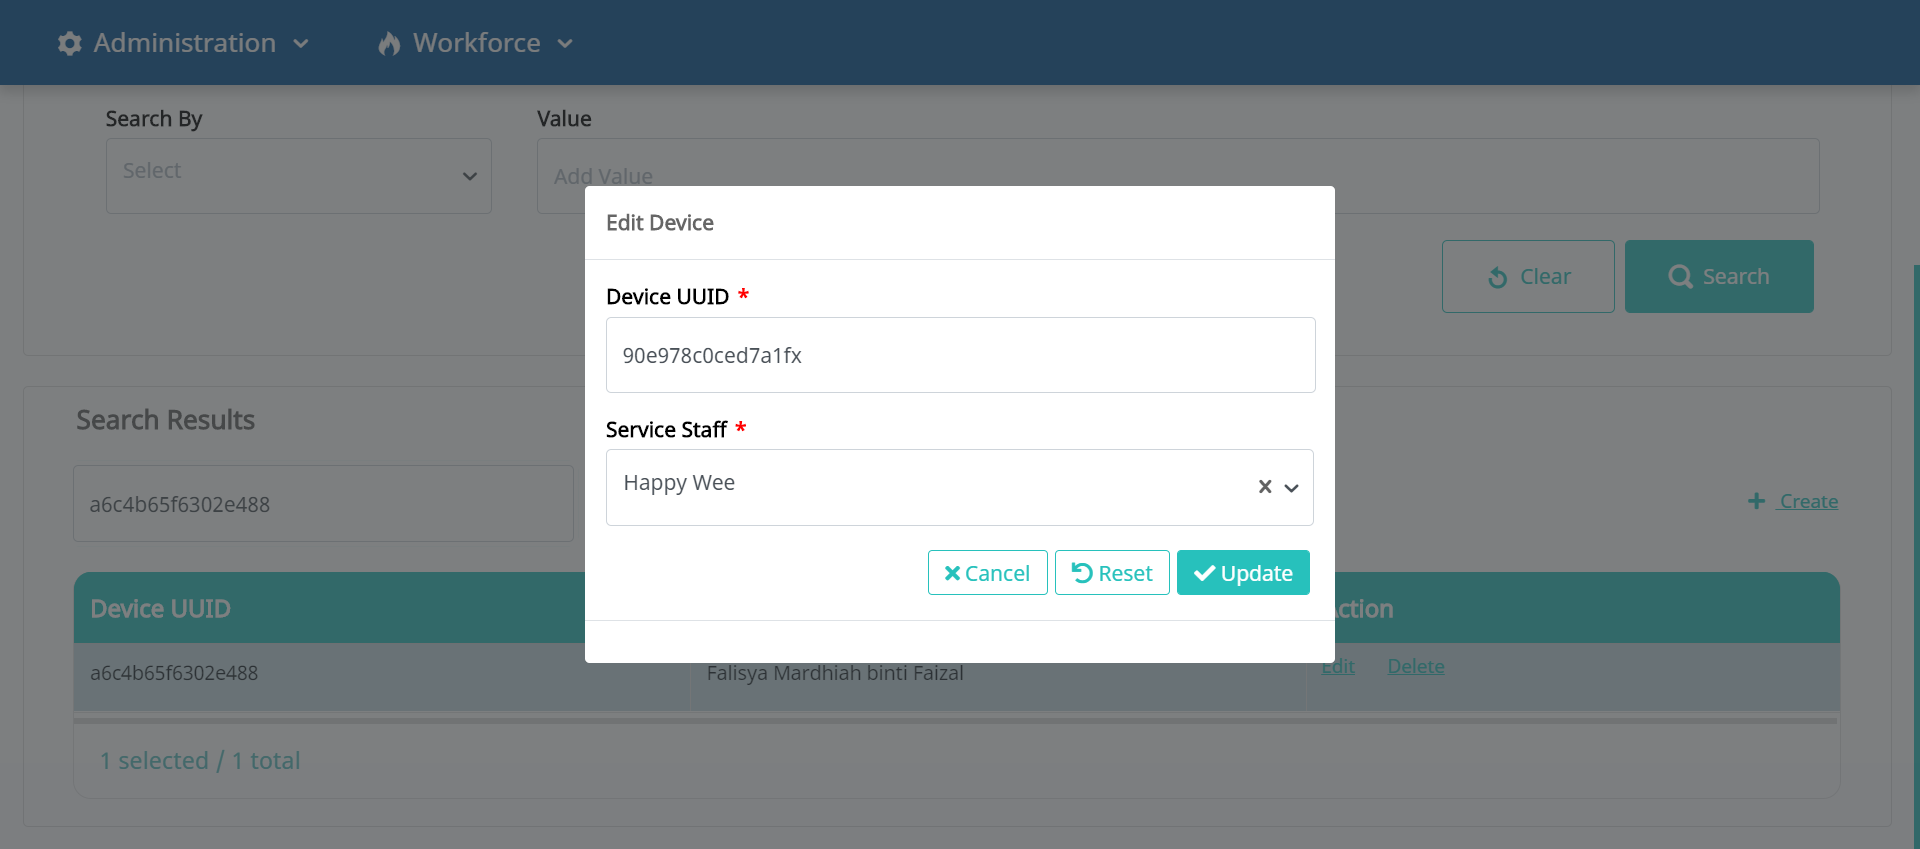 Administration Workforce
Search By Value
Select Add Value
Edit Device
Clear Search
Device UUID *
90e978c0ced7a1fx
Search Results
Service Staff *
Happy Wee
a6c4b65f6302e488
Create
Cancel Reset Update
Device UUID Action
a6c4b65f6302e488 Falisya Mardhiah binti Faizal Edit Delete
1 selected / 1 total